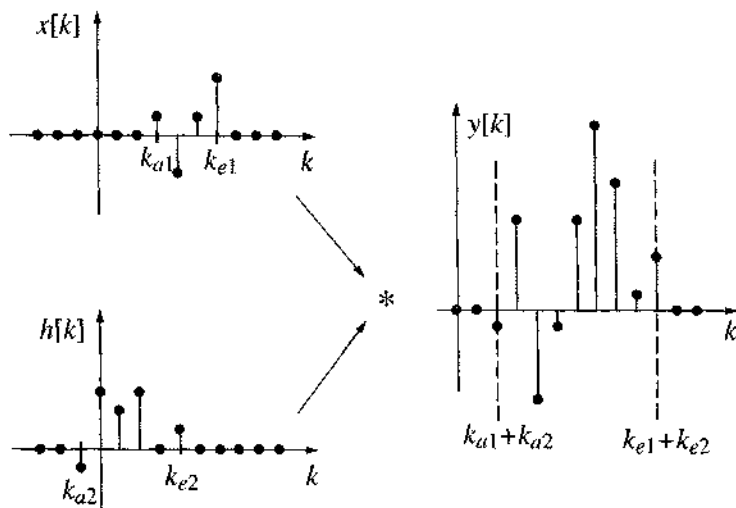 x[k]
k_{a1}
k_{e1}
k
*
h[k]
k_{a2}
k_{e2}
k
y[k]
k
k_{a1}+k_{a2}
k_{e1}+k_{e2}